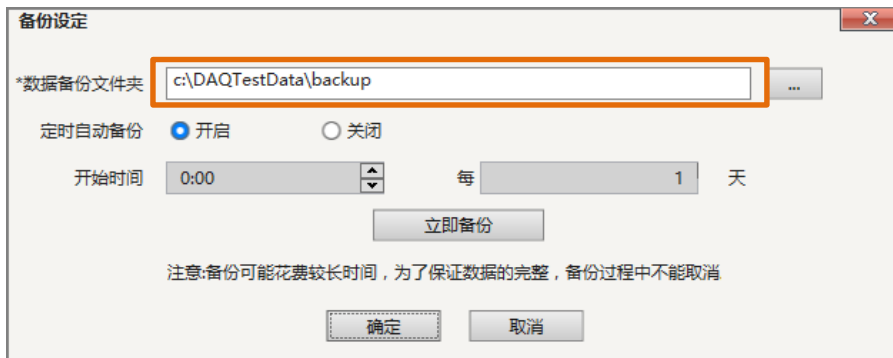 备份设定
X
*数据备份文件夹 c:\DAQTestData\backup ...
定时自动备份 开启 关闭
开始时间 0:00 每 1 天
立即备份
注意:备份可能花费较长时间，为了保证数据的完整，备份过程中不能取消
确定 取消